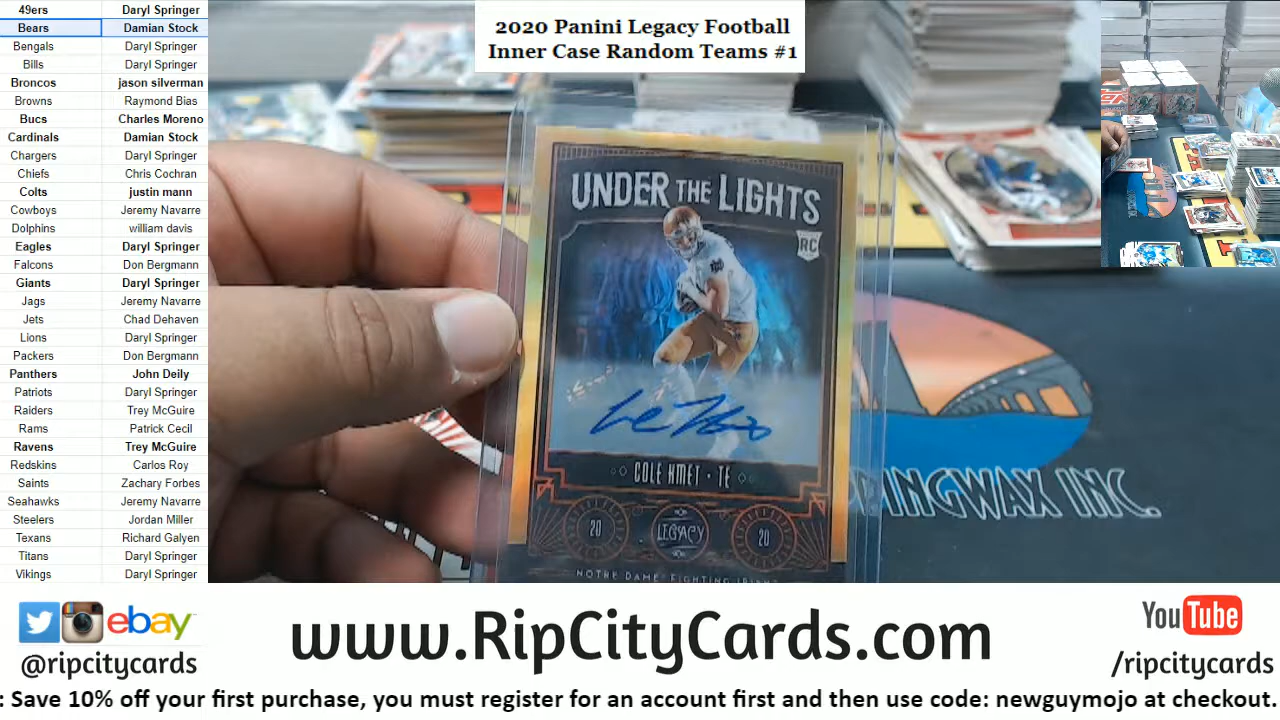 49ers Daryl Springer
Bears Damian Stock
Bengals Daryl Springer
Bills Daryl Springer
Broncos jason silverman
Browns Raymond Bias
Bucs Charles Moreno
Cardinals Damian Stock
Chargers Daryl Springer
Chiefs Chris Cochran
Colts justin mann
Cowboys Jeremy Navarre
Dolphins william davis
Eagles Daryl Springer
Falcons Don Bergmann
Giants Daryl Springer
Jags Jeremy Navarre
Jets Chad Dehaven
Lions Daryl Springer
Packers Don Bergmann
Panthers John Deily
Patriots Daryl Springer
Raiders Trey McGuire
Rams Patrick Cecil
Ravens Trey McGuire
Redskins Carlos Roy
Saints Zachary Forbes
Seahawks Jeremy Navarre
Steelers Jordan Miller
Texans Richard Galyen
Titans Daryl Springer
Vikings Daryl Springer
2020 Panini Legacy Football
Inner Case Random Teams #1
UNDER THE LIGHTS
RC
COLE KMET · TE
20 LEGACY 20
NOTRE DAME FIGHTING IRISH
INGWAX INC.
ebay
@ripcitycards
www.RipCityCards.com
YouTube
/ripcitycards
: Save 10% off your first purchase, you must register for an account first and then use code: newguymojo at checkout.